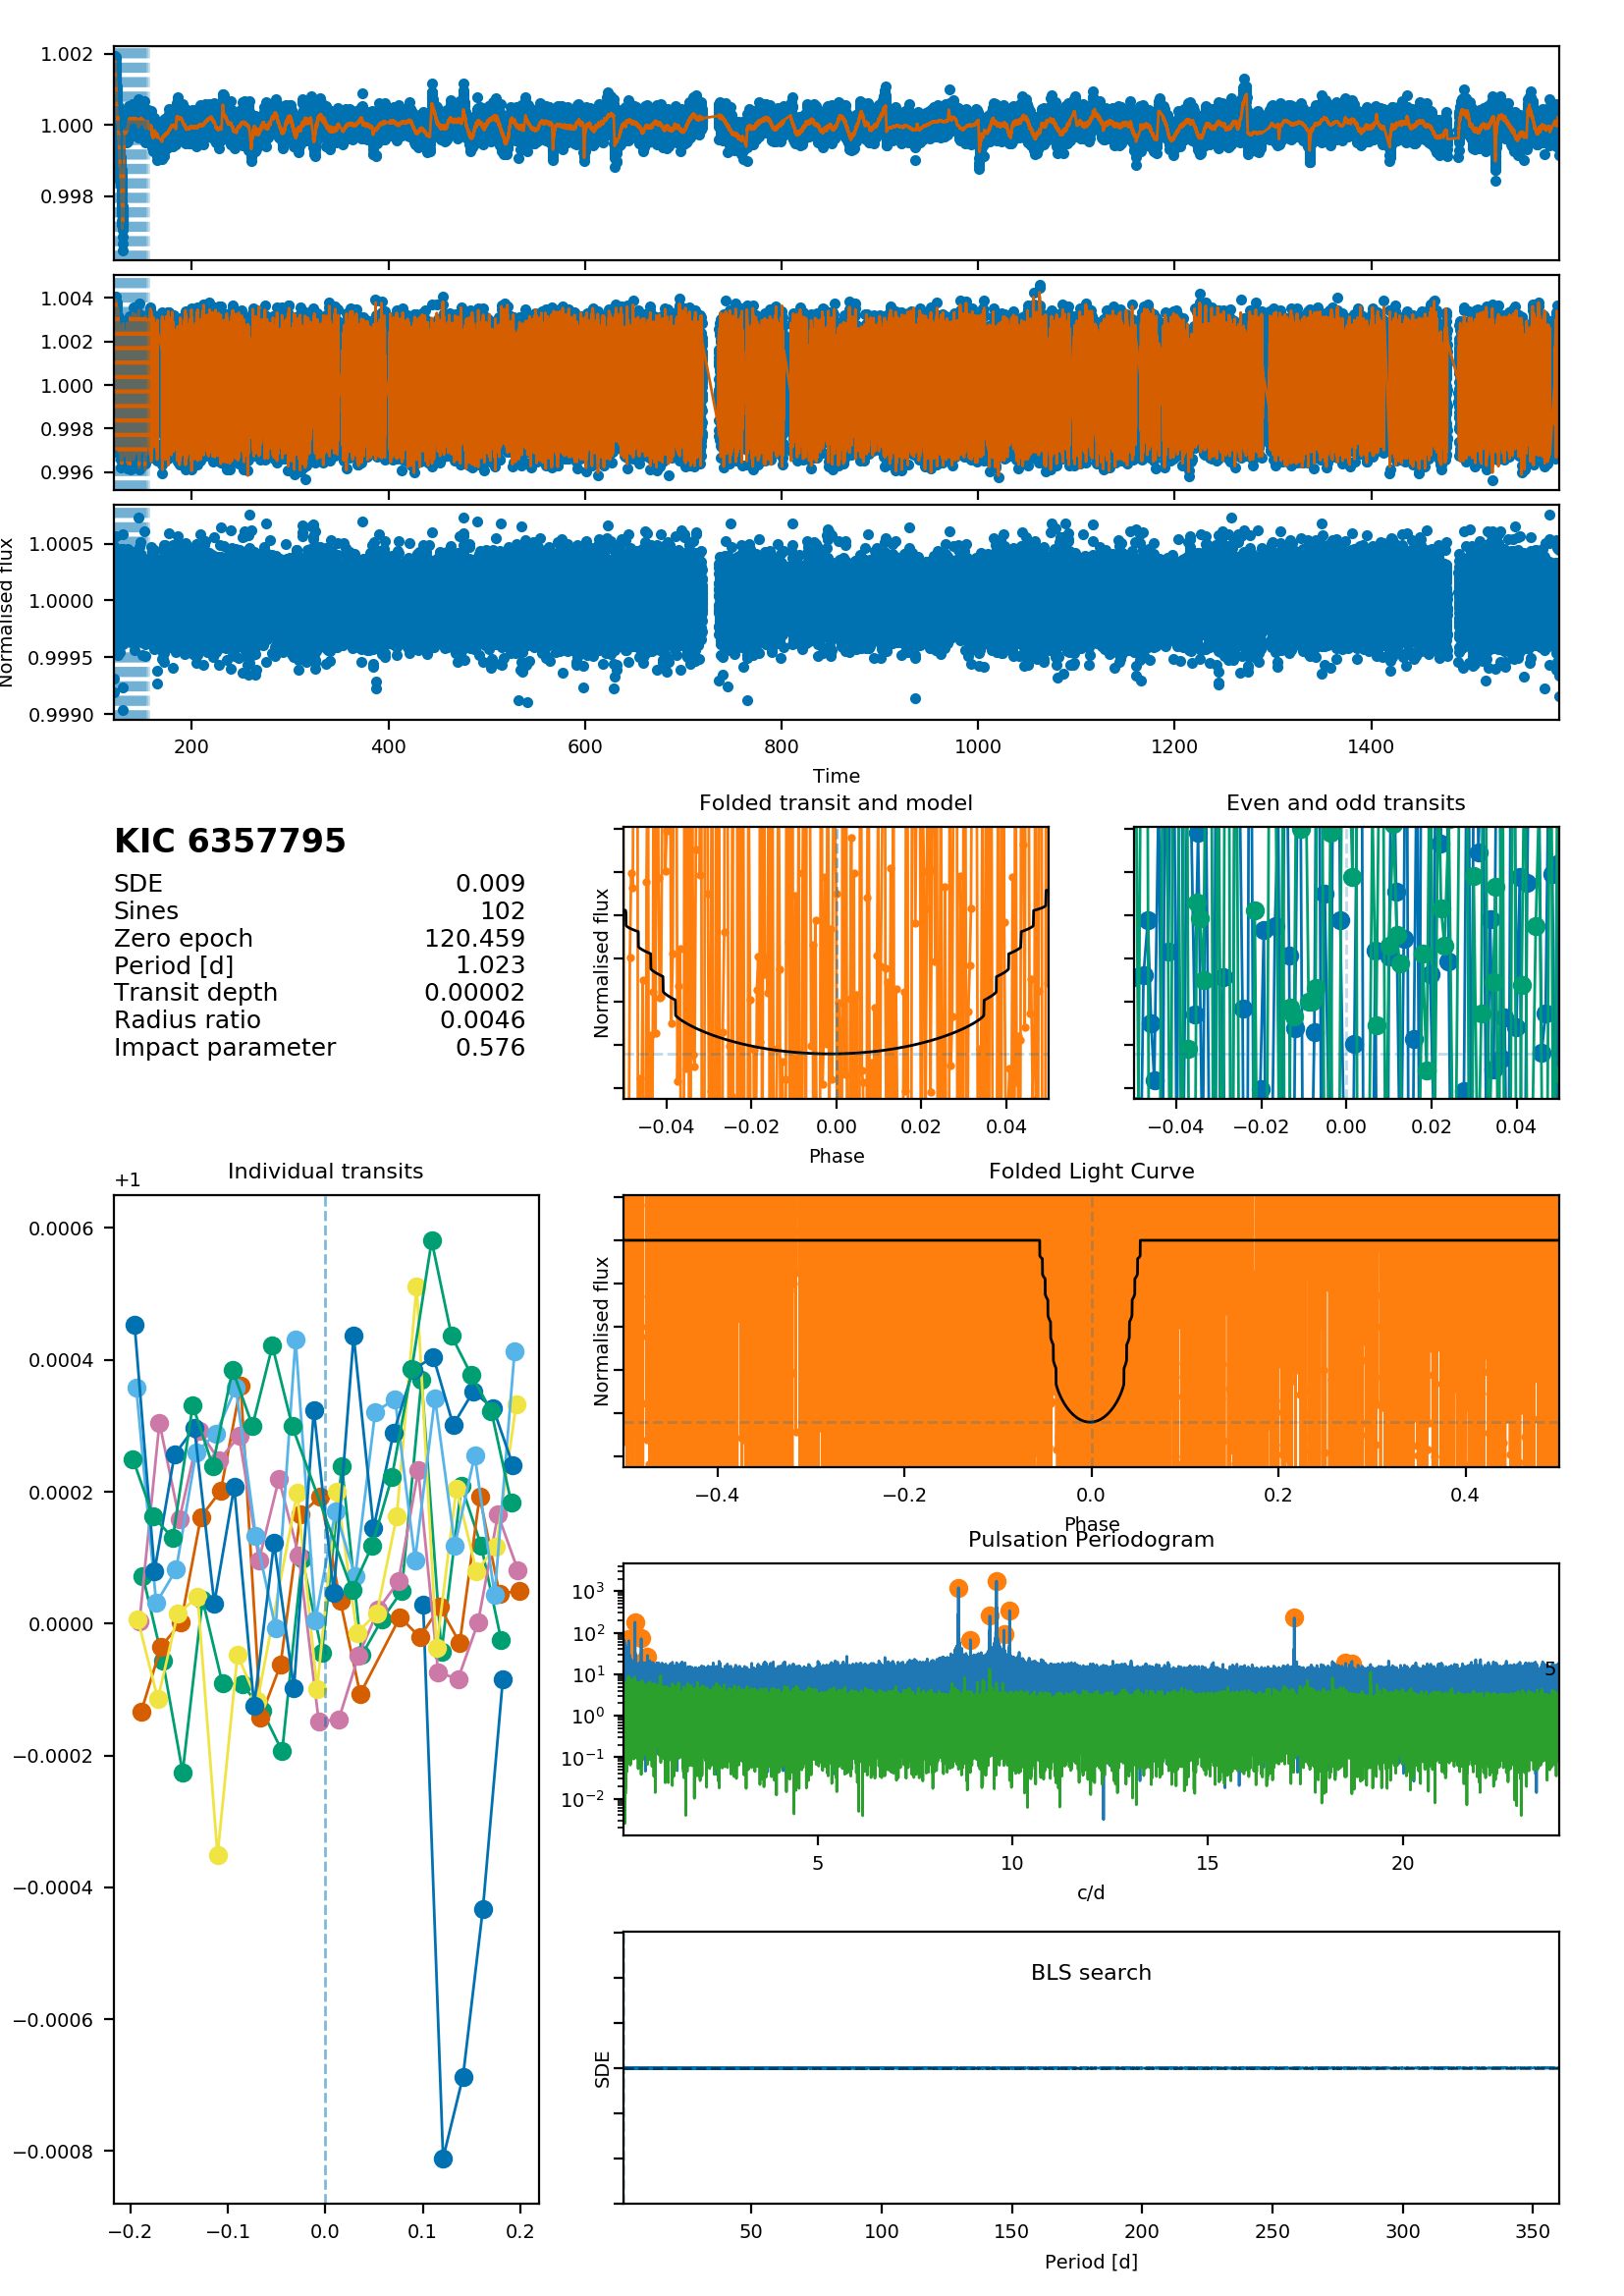 1.002
1.000
0.998
1.004
1.002
1.000
0.998
0.996
1.0005
1.0000
0.9995
0.9990
Normalised flux
200 400 600 800 1000 1200 1400
Time
KIC 6357795
SDE 0.009
Sines 102
Zero epoch 120.459
Period [d] 1.023
Transit depth 0.00002
Radius ratio 0.0046
Impact parameter 0.576
Folded transit and model
Normalised flux
−0.04 −0.02 0.00 0.02 0.04
Phase
Even and odd transits
−0.04 −0.02 0.00 0.02 0.04
Individual transits
+1
0.0006
0.0004
0.0002
0.0000
−0.0002
−0.0004
−0.0006
−0.0008
−0.2 −0.1 0.0 0.1 0.2
Folded Light Curve
Normalised flux
−0.4 −0.2 0.0 0.2 0.4
Phase
Pulsation Periodogram
10³
10²
10¹
10⁰
10⁻¹
10⁻²
5
5 10 15 20
c/d
BLS search
SDE
50 100 150 200 250 300 350
Period [d]